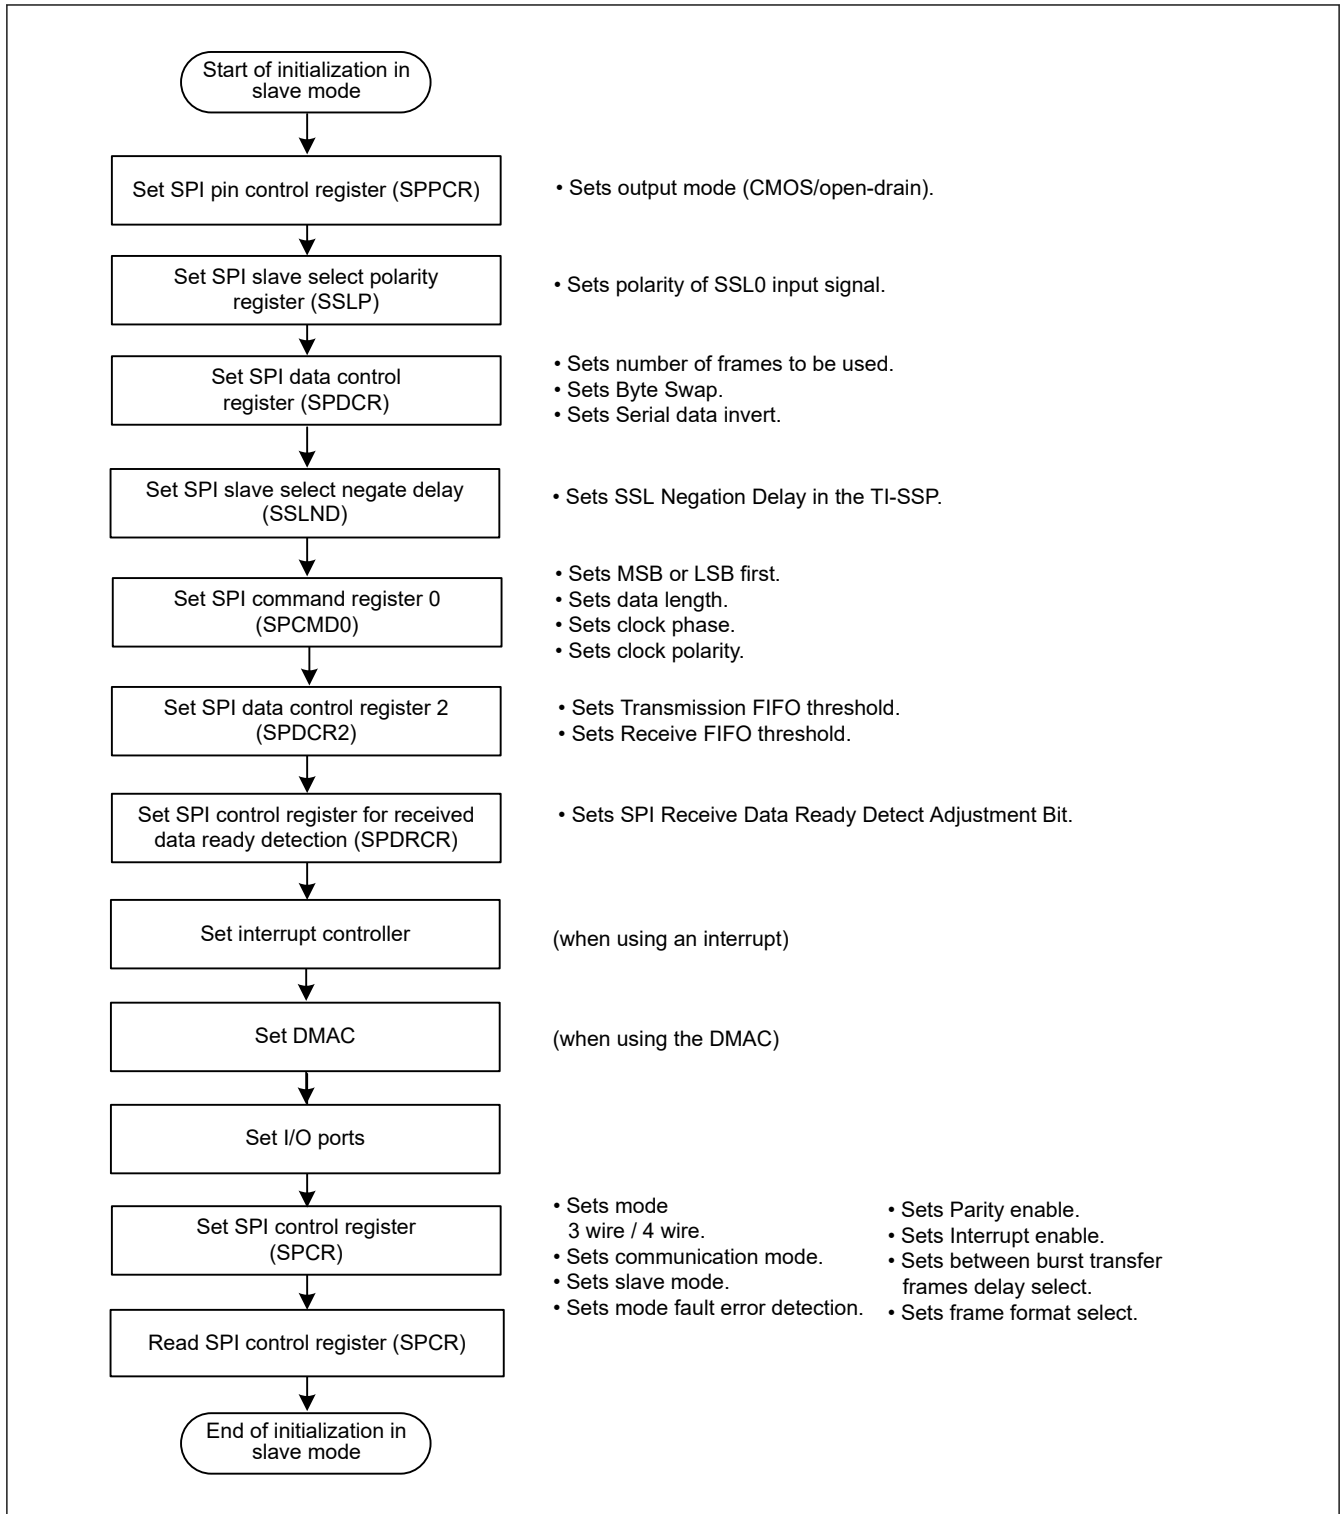 Start of initialization in
slave mode
Set SPI pin control register (SPPCR)
• Sets output mode (CMOS/open-drain).
Set SPI slave select polarity
register (SSLP)
• Sets polarity of SSL0 input signal.
Set SPI data control
register (SPDCR)
• Sets number of frames to be used.
• Sets Byte Swap.
• Sets Serial data invert.
Set SPI slave select negate delay
(SSLND)
• Sets SSL Negation Delay in the TI-SSP.
Set SPI command register 0
(SPCMD0)
• Sets MSB or LSB first.
• Sets data length.
• Sets clock phase.
• Sets clock polarity.
Set SPI data control register 2
(SPDCR2)
• Sets Transmission FIFO threshold.
• Sets Receive FIFO threshold.
Set SPI control register for received
data ready detection (SPDRCR)
• Sets SPI Receive Data Ready Detect Adjustment Bit.
Set interrupt controller
(when using an interrupt)
Set DMAC
(when using the DMAC)
Set I/O ports
Set SPI control register
(SPCR)
• Sets mode
3 wire / 4 wire.
• Sets communication mode.
• Sets slave mode.
• Sets mode fault error detection.
• Sets Parity enable.
• Sets Interrupt enable.
• Sets between burst transfer
frames delay select.
• Sets frame format select.
Read SPI control register (SPCR)
End of initialization in
slave mode